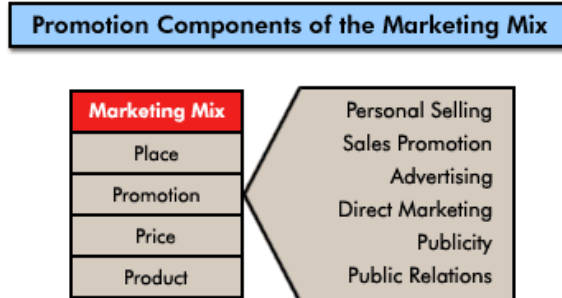 Promotion Components of the Marketing Mix
Marketing Mix
Place
Promotion
Price
Product
Personal Selling
Sales Promotion
Advertising
Direct Marketing
Publicity
Public Relations